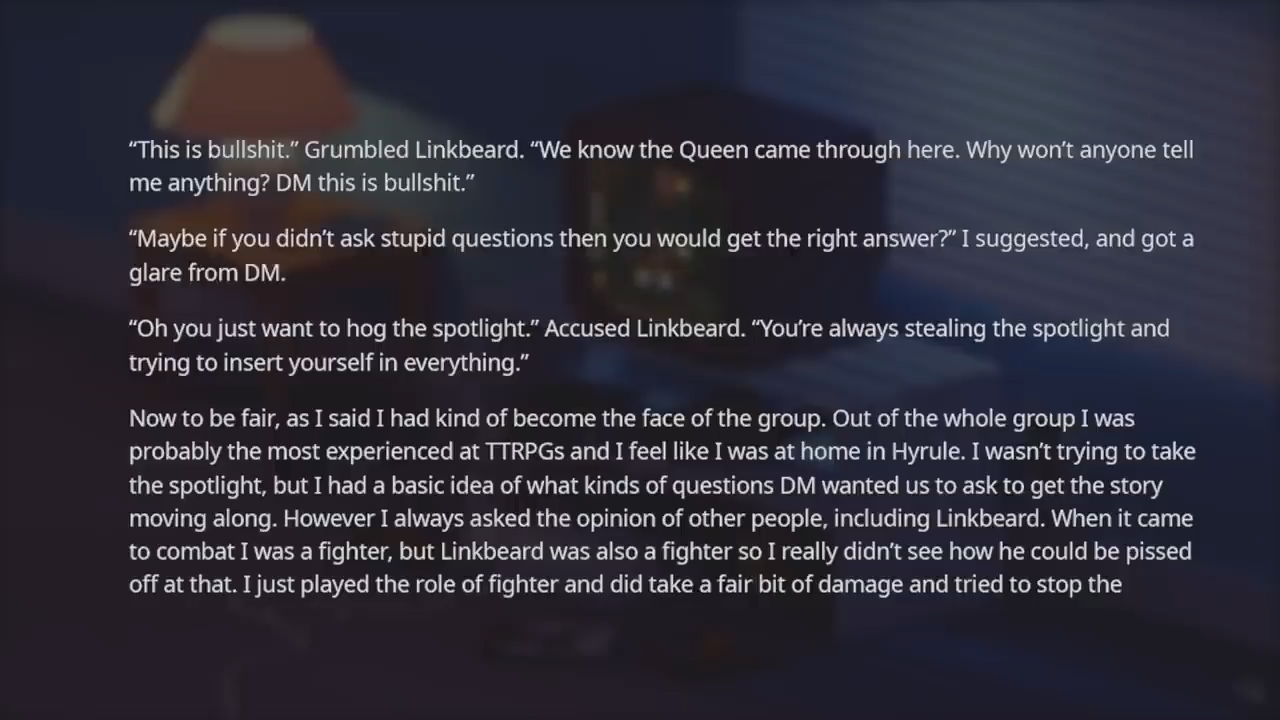 “This is bullshit.” Grumbled Linkbeard. “We know the Queen came through here. Why won’t anyone tell
me anything? DM this is bullshit.”
“Maybe if you didn’t ask stupid questions then you would get the right answer?” I suggested, and got a
glare from DM.
“Oh you just want to hog the spotlight.” Accused Linkbeard. “You’re always stealing the spotlight and
trying to insert yourself in everything.”
Now to be fair, as I said I had kind of become the face of the group. Out of the whole group I was
probably the most experienced at TTRPGs and I feel like I was at home in Hyrule. I wasn’t trying to take
the spotlight, but I had a basic idea of what kinds of questions DM wanted us to ask to get the story
moving along. However I always asked the opinion of other people, including Linkbeard. When it came
to combat I was a fighter, but Linkbeard was also a fighter so I really didn’t see how he could be pissed
off at that. I just played the role of fighter and did take a fair bit of damage and tried to stop the